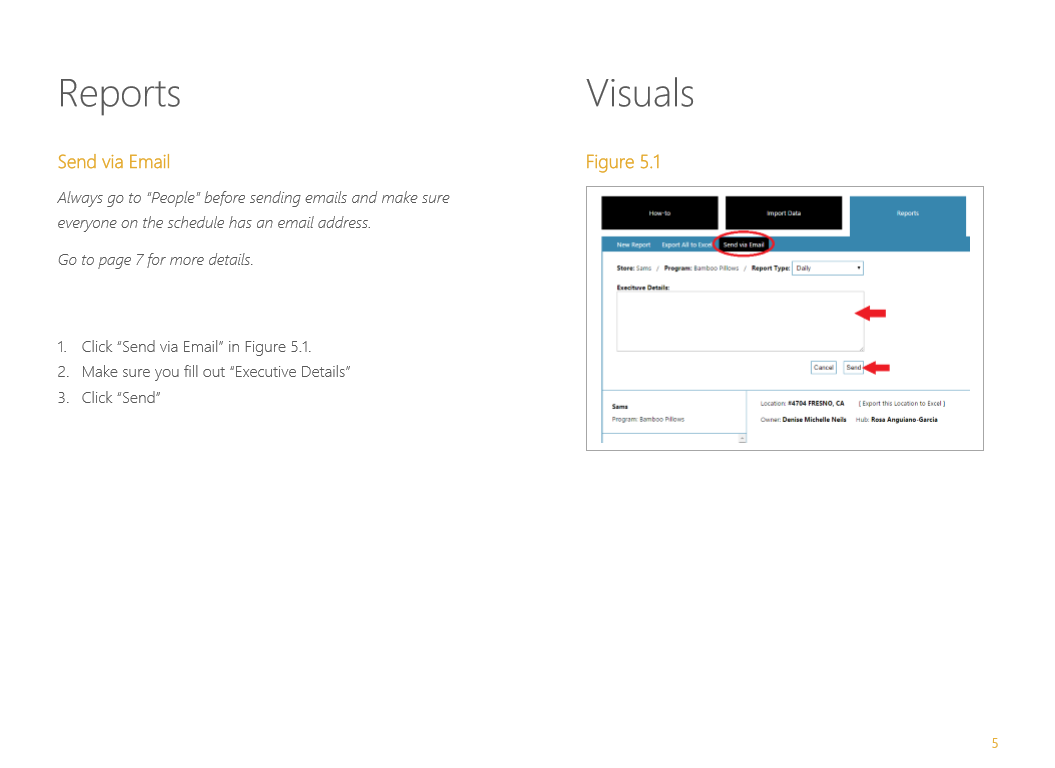 Reports
Send via Email
Always go to “People” before sending emails and make sure
everyone on the schedule has an email address.
Go to page 7 for more details.
1. Click “Send via Email” in Figure 5.1.
2. Make sure you fill out “Executive Details”
3. Click “Send”
Visuals
Figure 5.1
How-to Import Data Reports
New Report Export All to Excel Send via Email
Store: Sams / Program: Bamboo Pillows / Report Type: Daily
Execituve Details:
Cancel Send
Sams
Program: Bamboo Pillows
Location: #4704 FRESNO, CA [ Export this Location to Excel ]
Owner: Denise Michelle Neils Hub: Rosa Anguiano-Garcia
5